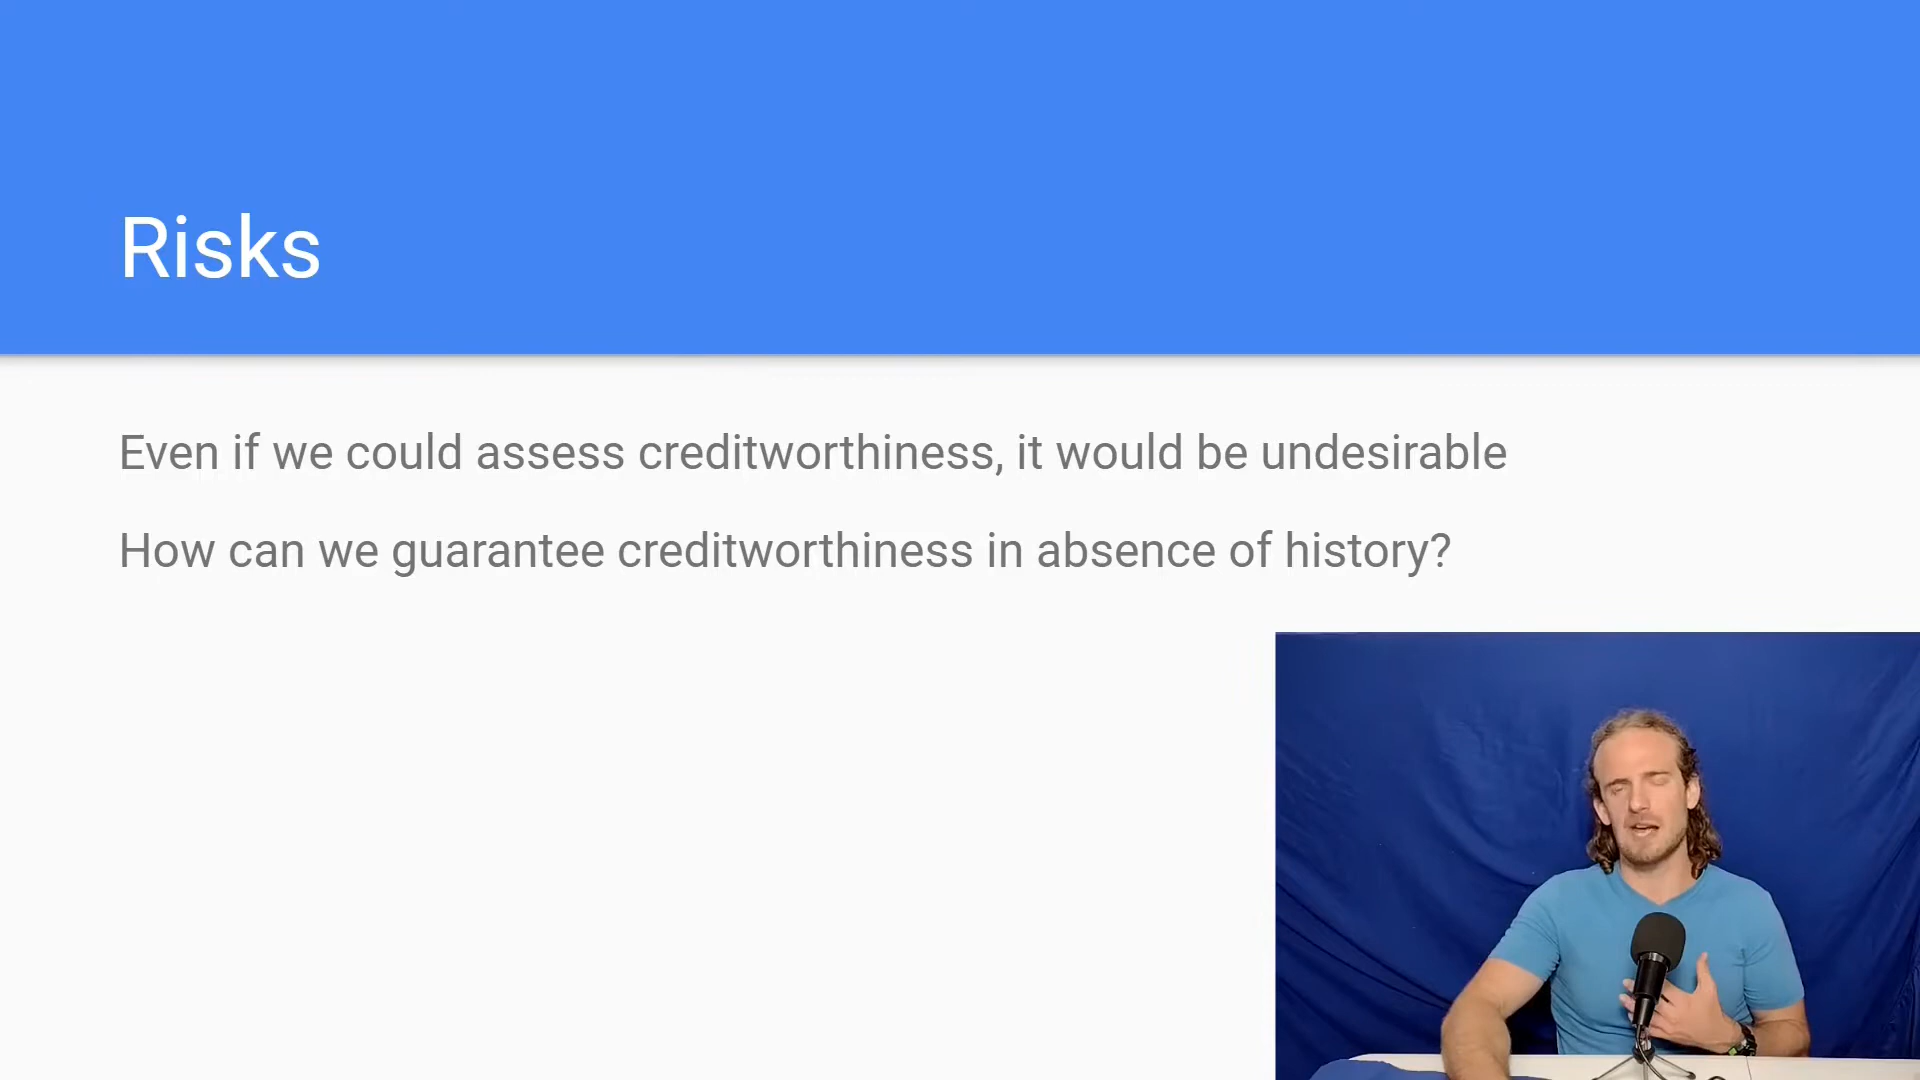 Risks
Even if we could assess creditworthiness, it would be undesirable
How can we guarantee creditworthiness in absence of history?